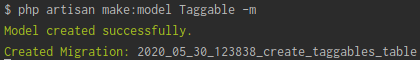 $ php artisan make:model Taggable -m
Model created successfully.
Created Migration: 2020_05_30_123838_create_taggables_table